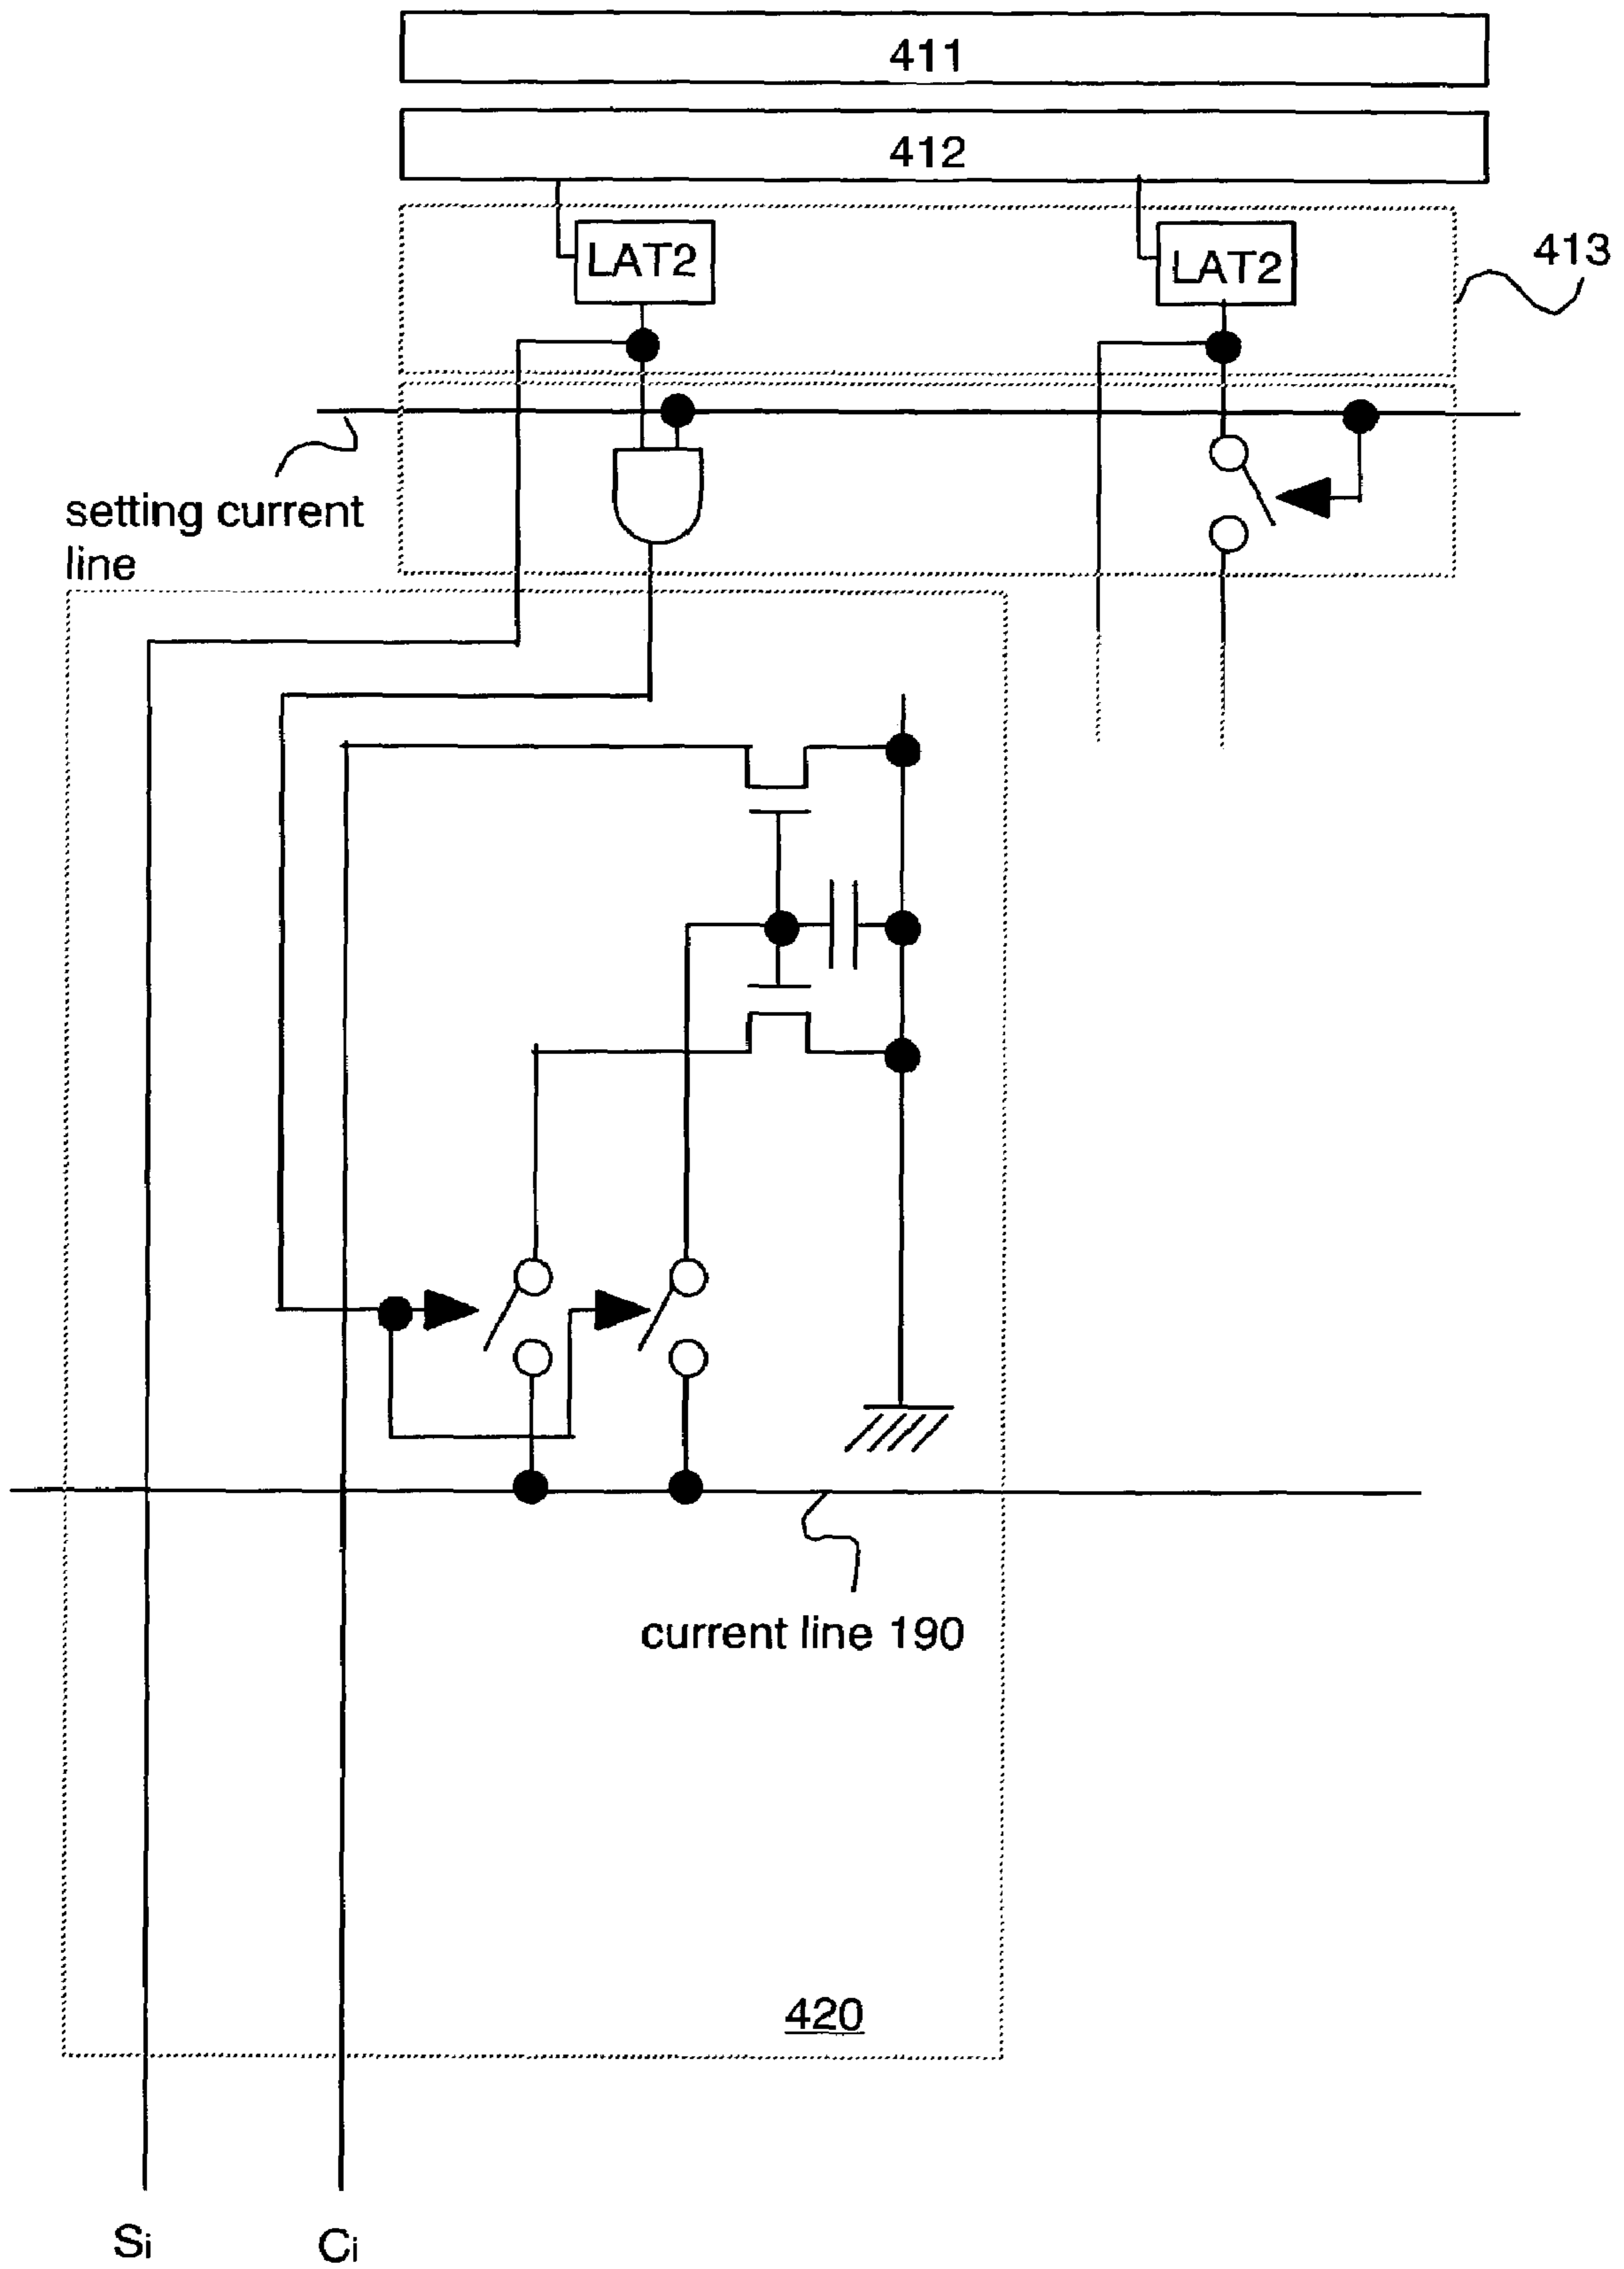 411
412
LAT2
LAT2
413
setting current
line
current line 190
420
Si
Ci